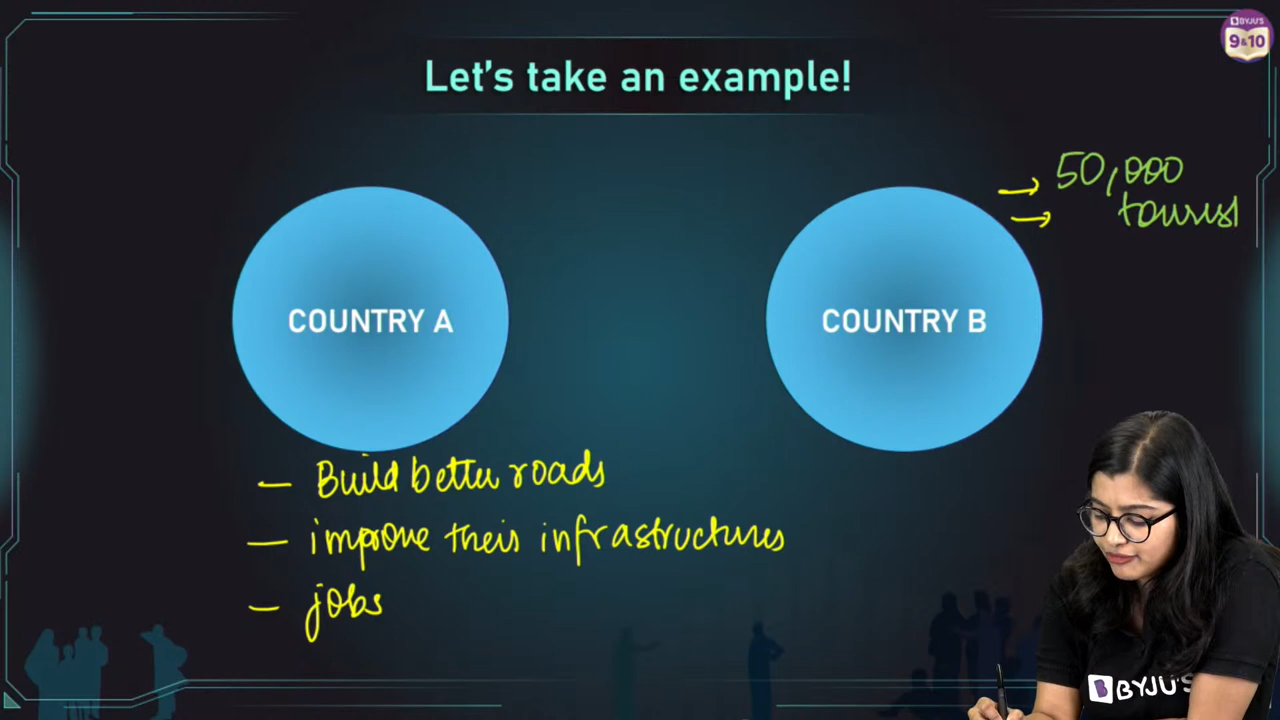 BYJU'S
9&10
Let's take an example!
50,000
tourist
COUNTRY A
COUNTRY B
— Build better roads
— improve their infrastructures
— jobs
BYJU'S